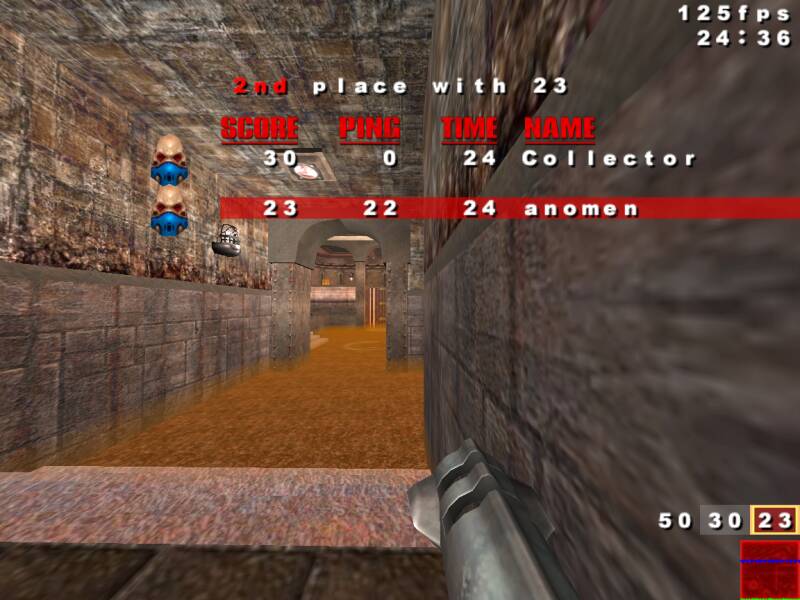 125fps
24:36
2nd place with 23
SCORE PING TIME NAME
30 0 24 Collector
23 22 24 anomen
50 30 23